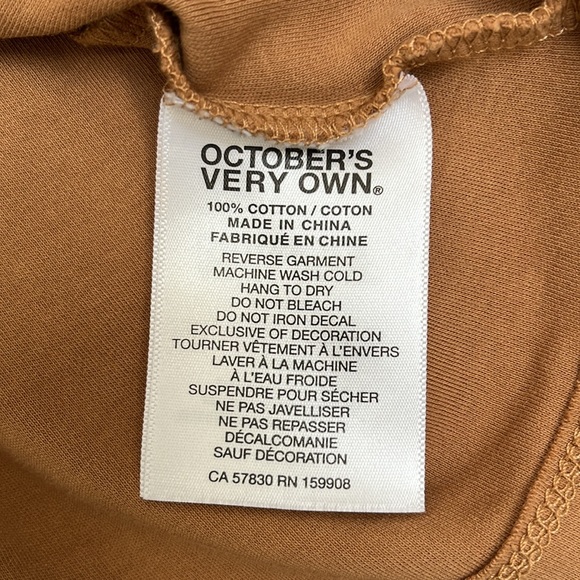 OCTOBER'S
VERY OWN®
100% COTTON / COTON
MADE IN CHINA
FABRIQUÉ EN CHINE
REVERSE GARMENT
MACHINE WASH COLD
HANG TO DRY
DO NOT BLEACH
DO NOT IRON DECAL
EXCLUSIVE OF DECORATION
TOURNER VÊTEMENT À L'ENVERS
LAVER À LA MACHINE
À L'EAU FROIDE
SUSPENDRE POUR SÉCHER
NE PAS JAVELLISER
NE PAS REPASSER
DÉCALCOMANIE
SAUF DÉCORATION
CA 57830 RN 159908